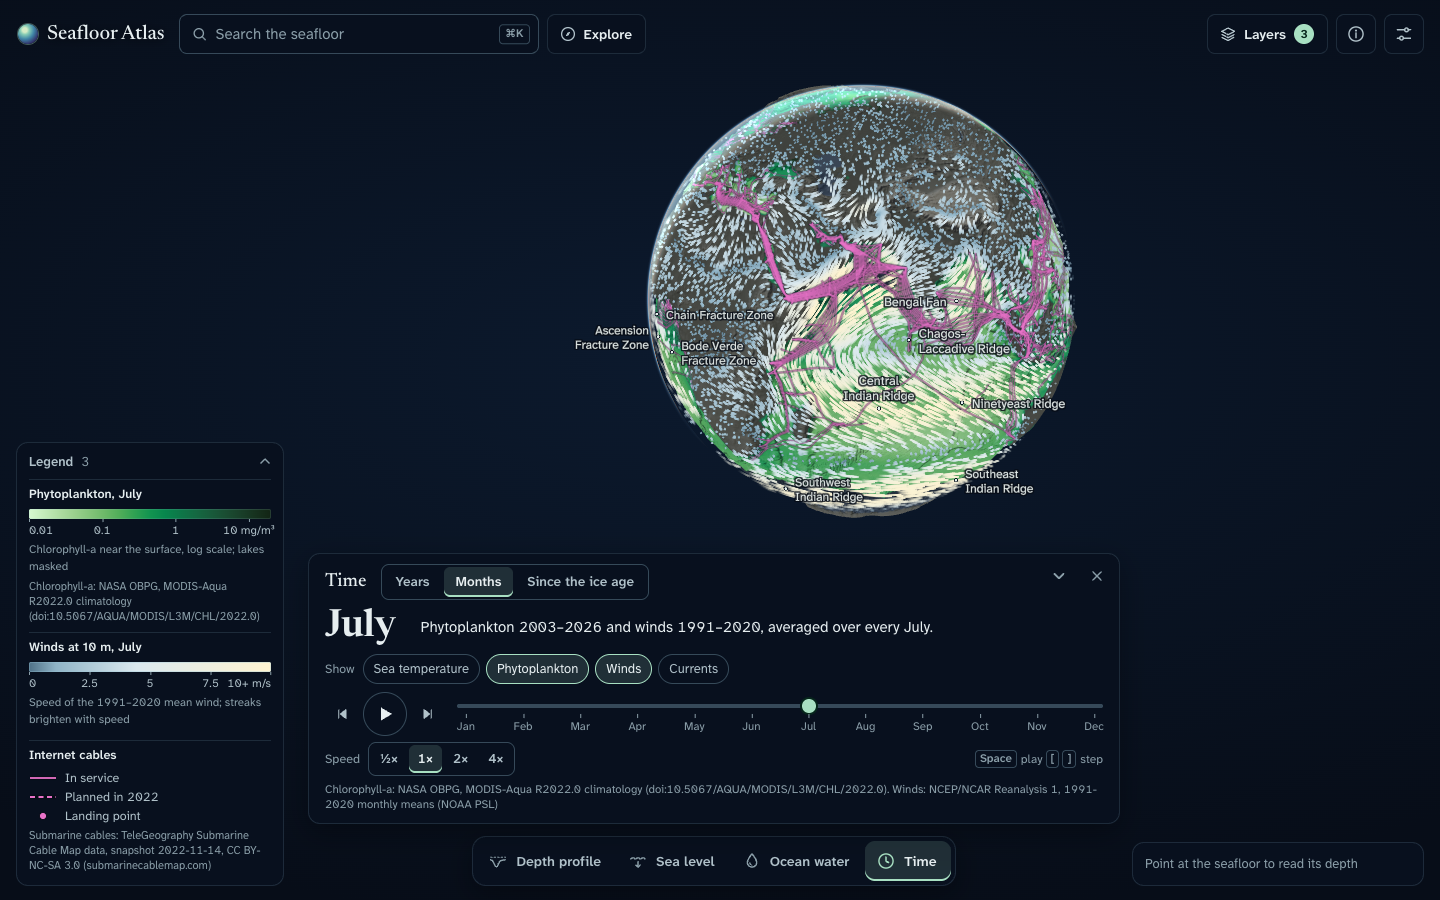 Seafloor Atlas
Search the seafloor
⌘K
Explore
Layers 3
Chain Fracture Zone
Ascension
Fracture Zone
Bode Verde
Fracture Zone
Bengal Fan
Chagos-
Laccadive Ridge
Central
Indian Ridge
Ninetyeast Ridge
Southwest
Indian Ridge
Southeast
Indian Ridge
Legend 3
Phytoplankton, July
0.01 0.1 1 10 mg/m³
Chlorophyll-a near the surface, log scale; lakes
masked
Chlorophyll-a: NASA OBPG, MODIS-Aqua
R2022.0 climatology
(doi:10.5067/AQUA/MODIS/L3M/CHL/2022.0)
Winds at 10 m, July
0 2.5 5 7.5 10+ m/s
Speed of the 1991–2020 mean wind; streaks
brighten with speed
Internet cables
In service
Planned in 2022
Landing point
Submarine cables: TeleGeography Submarine
Cable Map data, snapshot 2022-11-14, CC BY-
NC-SA 3.0 (submarinecablemap.com)
Time
Years Months Since the ice age
July
Phytoplankton 2003–2026 and winds 1991–2020, averaged over every July.
Show Sea temperature Phytoplankton Winds Currents
Jan Feb Mar Apr May Jun Jul Aug Sep Oct Nov Dec
Speed ½× 1× 2× 4×
Space play [ ] step
Chlorophyll-a: NASA OBPG, MODIS-Aqua R2022.0 climatology (doi:10.5067/AQUA/MODIS/L3M/CHL/2022.0). Winds: NCEP/NCAR Reanalysis 1, 1991-
2020 monthly means (NOAA PSL)
Depth profile Sea level Ocean water Time
Point at the seafloor to read its depth